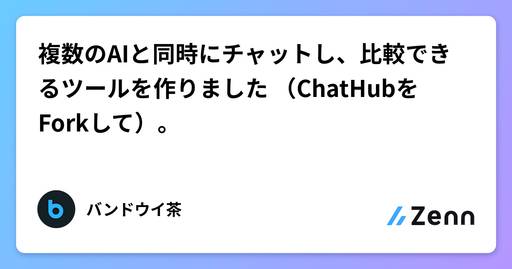 複数のAIと同時にチャットし、比較でき
るツールを作りました （ChatHubを
Forkして）。
バンドウイ茶
Zenn